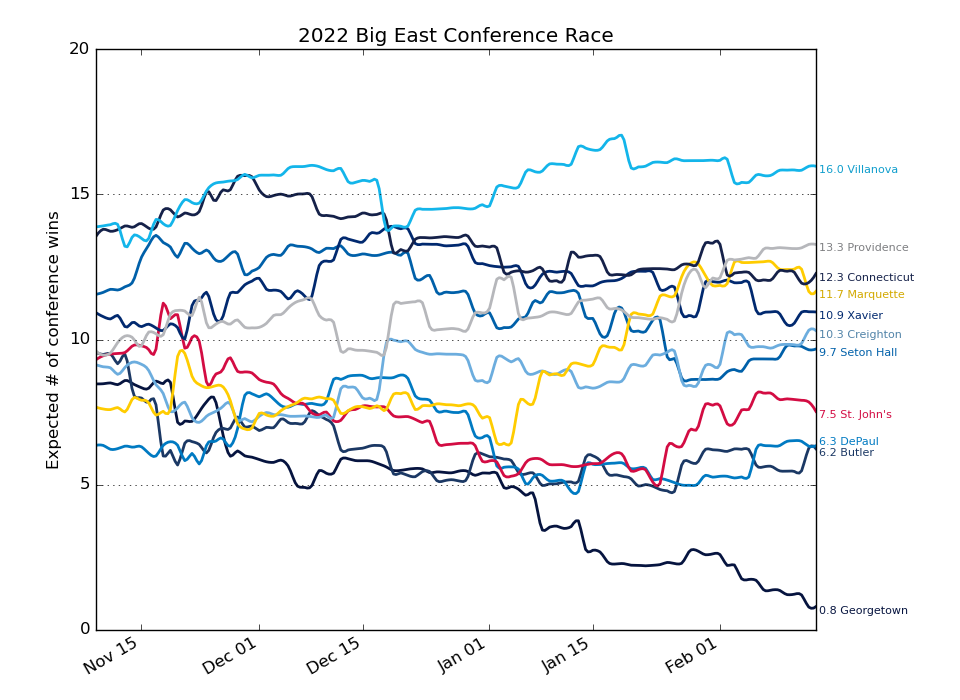 2022 Big East Conference Race
Expected # of conference wins
20
15
10
5
0
Nov 15
Dec 01
Dec 15
Jan 01
Jan 15
Feb 01
16.0 Villanova
13.3 Providence
12.3 Connecticut
11.7 Marquette
10.9 Xavier
10.3 Creighton
9.7 Seton Hall
7.5 St. John's
6.3 DePaul
6.2 Butler
0.8 Georgetown